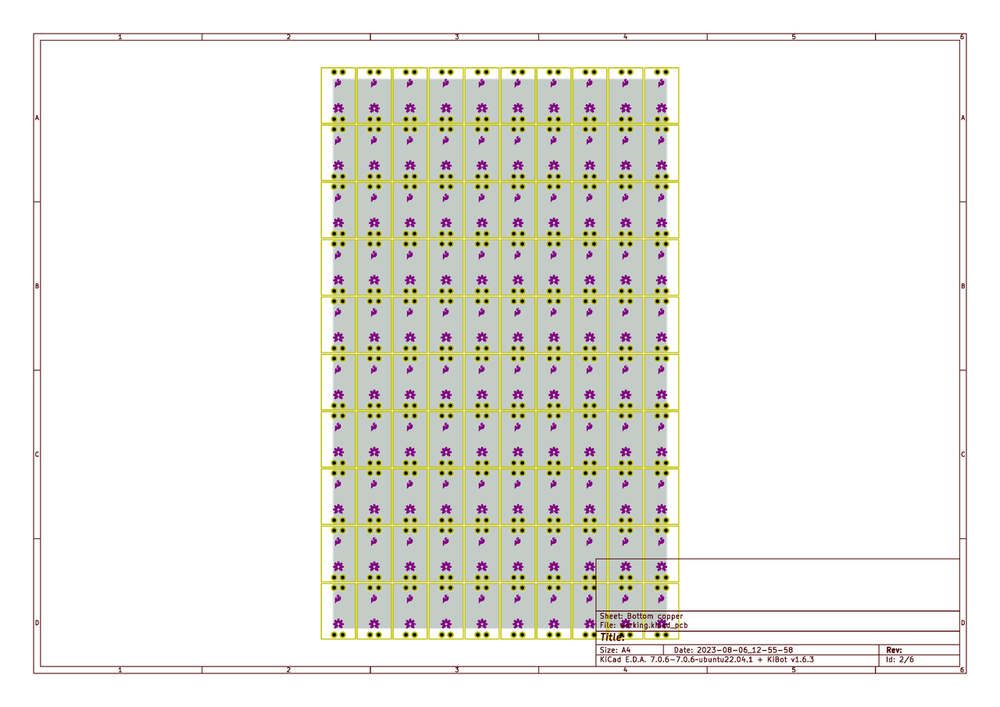 1 2 3 4 5 6
A A
B B
C C
D D
Sheet: Bottom copper
File: working.kicad_pcb
Title:
Size: A4 Date: 2023-08-06_12-55-58 Rev:
KiCad E.D.A. 7.0.6-7.0.6-ubuntu22.04.1 + KiBot v1.6.3 Id: 2/6
1 2 3 4 5 6